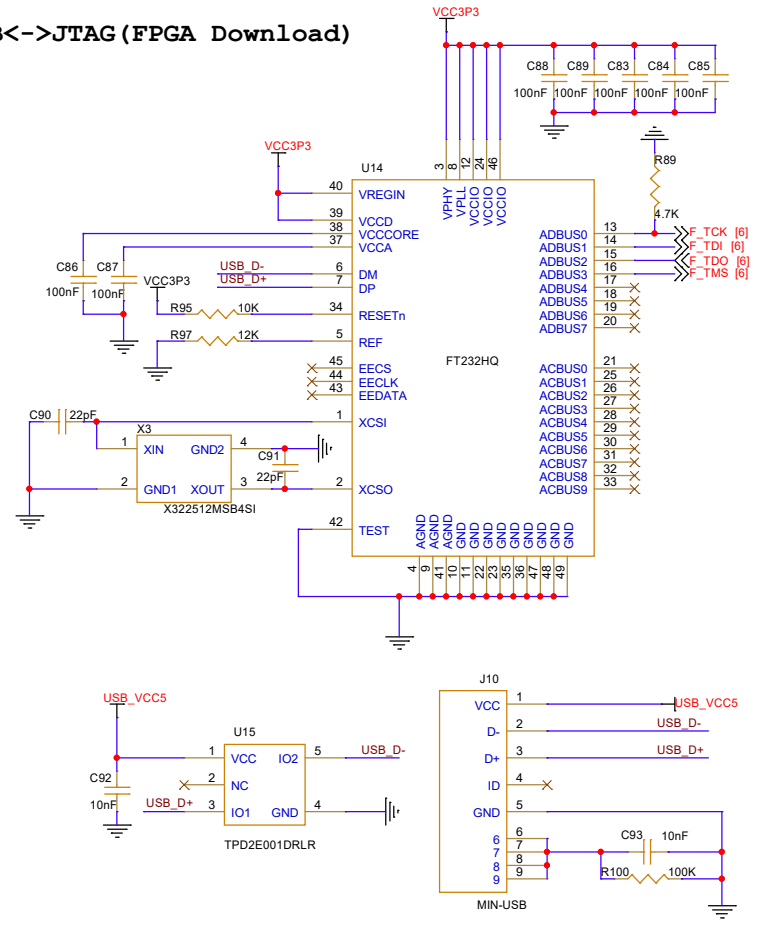 <->JTAG(FPGA Download)
VCC3P3
C88 C89 C83 C84 C85
100nF 100nF 100nF 100nF 100nF
VCC3P3
U14
R89
4.7K
3 8 12 24 46
VPHY VPLL VCCIO VCCIO VCCIO
40 VREGIN
39 VCCD
38 VCCCORE
37 VCCA
C86 C87
100nF 100nF
USB_D- 6 DM
USB_D+ 7 DP
VCC3P3
R95 10K 34 RESETn
R97 12K 5 REF
FT232HQ
45 EECS
44 EECLK
43 EEDATA
1 XCSI
2 XCSO
42 TEST
ADBUS0 13 F_TCK [6]
ADBUS1 14 F_TDI [6]
ADBUS2 15 F_TDO [6]
ADBUS3 16 F_TMS [6]
ADBUS4 17
ADBUS5 18
ADBUS6 19
ADBUS7 20
ACBUS0 21
ACBUS1 25
ACBUS2 26
ACBUS3 27
ACBUS4 28
ACBUS5 29
ACBUS6 30
ACBUS7 31
ACBUS8 32
ACBUS9 33
C90 22pF
X3
1 XIN GND2 4
2 GND1 XOUT 3
X322512MSB4SI
C91
22pF
AGND AGND AGND GND GND GND GND GND GND GND GND GND
4 9 41 10 11 22 23 35 36 47 48 49
USB_VCC5
U15
1 VCC IO2 5 USB_D-
2 NC
USB_D+ 3 IO1 GND 4
TPD2E001DRLR
C92
10nF
J10
VCC 1 USB_VCC5
D- 2 USB_D-
D+ 3 USB_D+
ID 4
GND 5
6 6
7 7
8 8
9 9
C93 10nF
R100 100K
MIN-USB